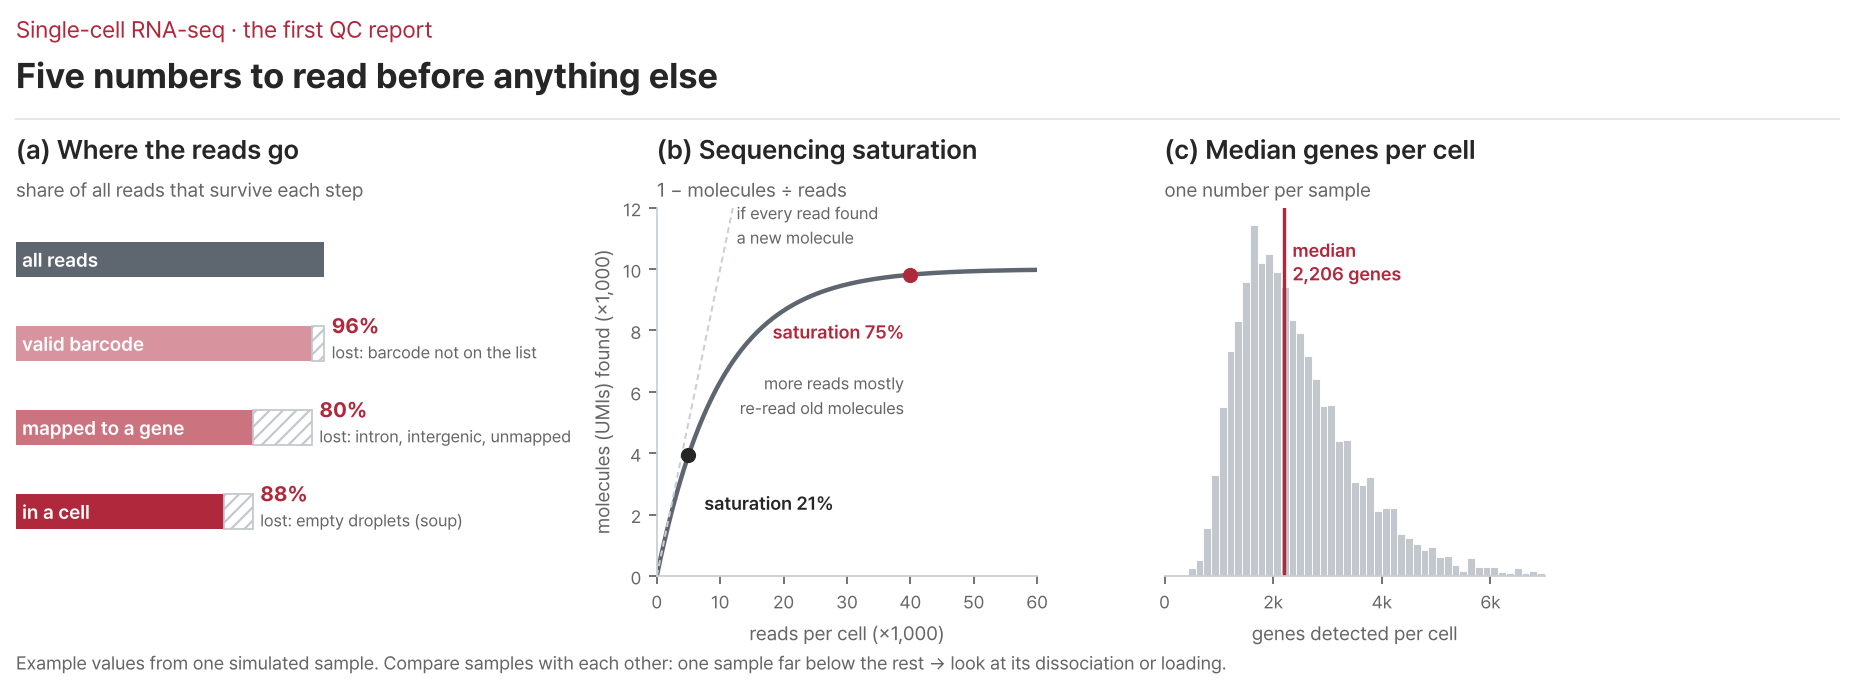 Single-cell RNA-seq · the first QC report
Five numbers to read before anything else
(a) Where the reads go
share of all reads that survive each step
all reads
valid barcode
96%
lost: barcode not on the list
mapped to a gene
80%
lost: intron, intergenic, unmapped
in a cell
88%
lost: empty droplets (soup)
(b) Sequencing saturation
1 − molecules ÷ reads
if every read found
a new molecule
saturation 75%
more reads mostly
re-read old molecules
saturation 21%
molecules (UMIs) found (×1,000)
12
10
8
6
4
2
0
0 10 20 30 40 50 60
reads per cell (×1,000)
(c) Median genes per cell
one number per sample
median
2,206 genes
0 2k 4k 6k
genes detected per cell
Example values from one simulated sample. Compare samples with each other: one sample far below the rest → look at its dissociation or loading.